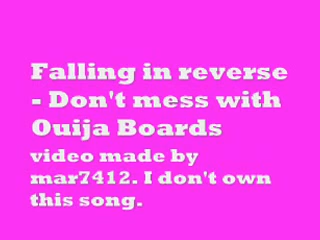 Falling in reverse
- Don't mess with
Ouija Boards
video made by
mar7412. I don't own
this song.